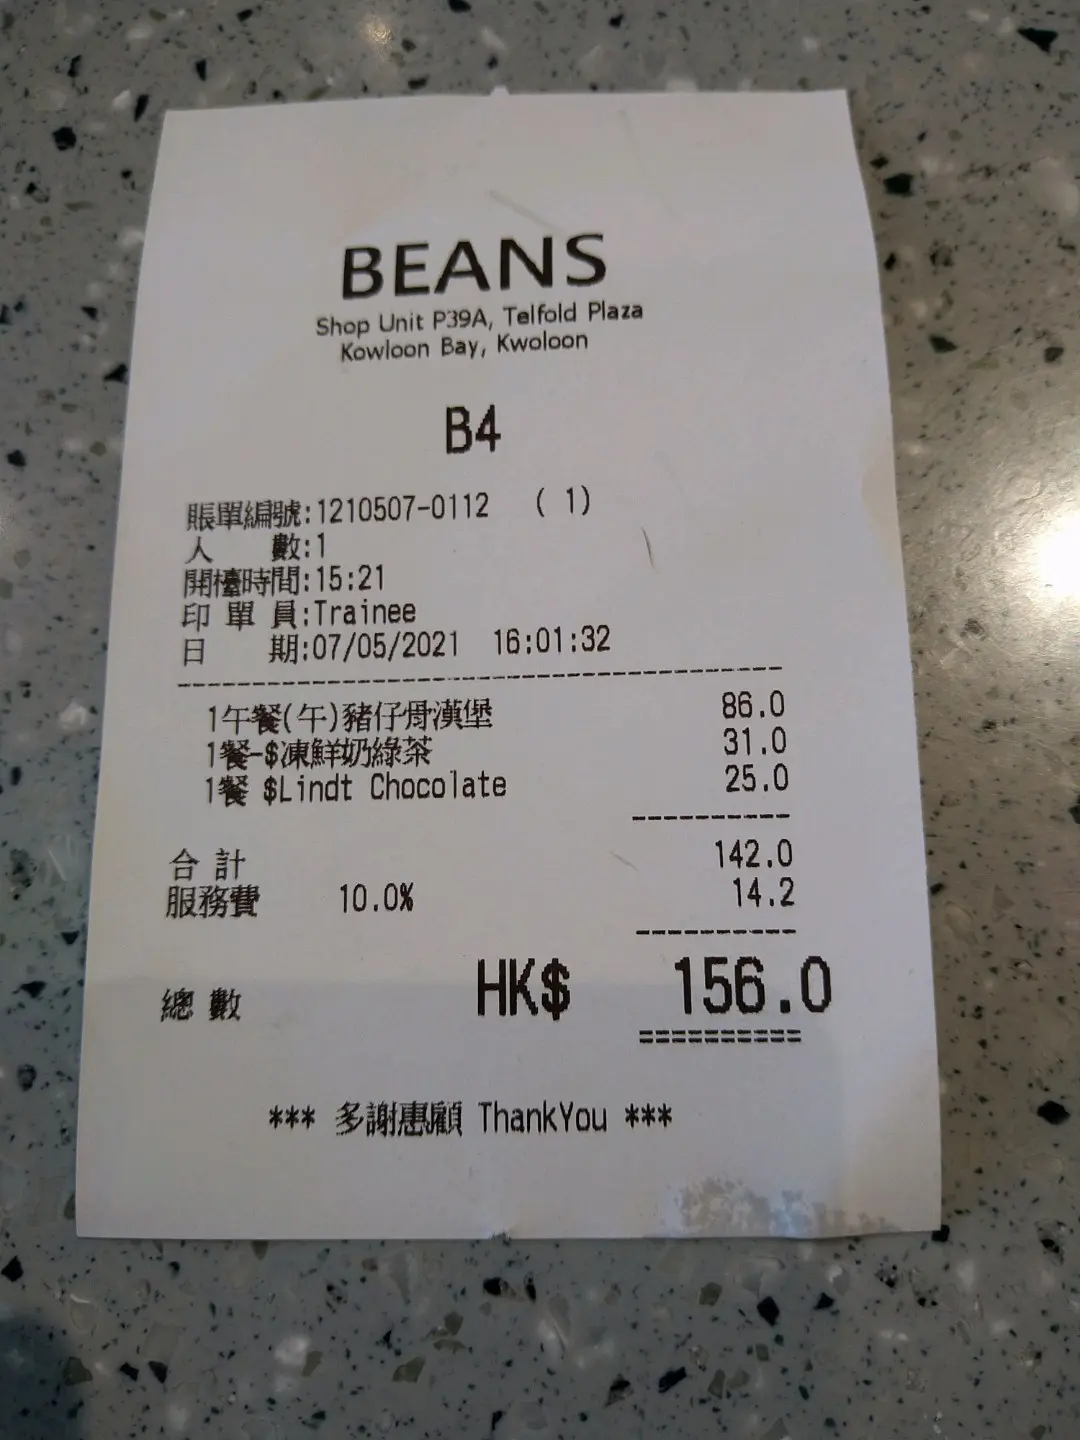 BEANS
Shop Unit P39A, Telfold Plaza
Kowloon Bay, Kwoloon
B4
賬單編號:1210507-0112 ( 1)
人 數:1
開檯時間:15:21
印 單 員:Trainee
日 期:07/05/2021 16:01:32
1午餐(午)豬仔骨漢堡 86.0
1餐-$凍鮮奶綠茶 31.0
1餐 $Lindt Chocolate 25.0
合 計 142.0
服務費 10.0% 14.2
總 數 HK$ 156.0
*** 多謝惠顧 ThankYou ***